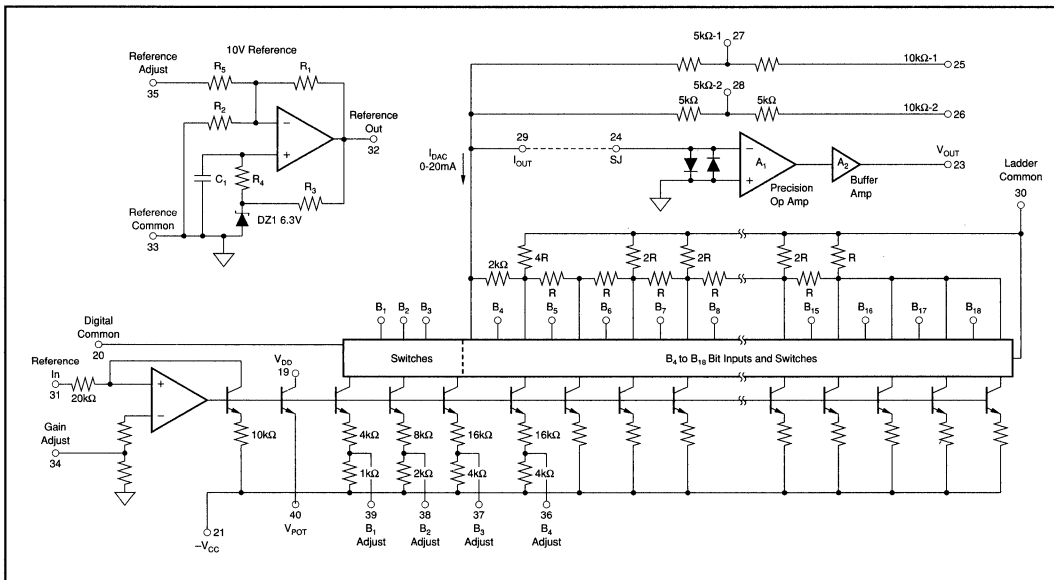 10V Reference
Reference
Adjust
35
R5
R1
R2
Reference
Out
32
C1
R4
R3
DZ1 6.3V
Reference
Common
33
5kΩ-1
27
10kΩ-1
25
5kΩ-2
28
5kΩ
5kΩ
10kΩ-2
26
IDAC
0-20mA
29
IOUT
24
SJ
A1
Precision
Op Amp
A2
Buffer
Amp
VOUT
23
Ladder
Common
30
4R
2R
2R
2R
R
2kΩ
R
R
R
R
R
B1
B2
B3
B4
B5
B6
B7
B8
B15
B16
B17
B18
Digital
Common
20
Switches
B4 to B18 Bit Inputs and Switches
Reference
In
31
20kΩ
VDD
19
Gain
Adjust
34
10kΩ
4kΩ
8kΩ
16kΩ
16kΩ
1kΩ
2kΩ
4kΩ
4kΩ
21
–VCC
40
VPOT
39
B1
Adjust
38
B2
Adjust
37
B3
Adjust
36
B4
Adjust